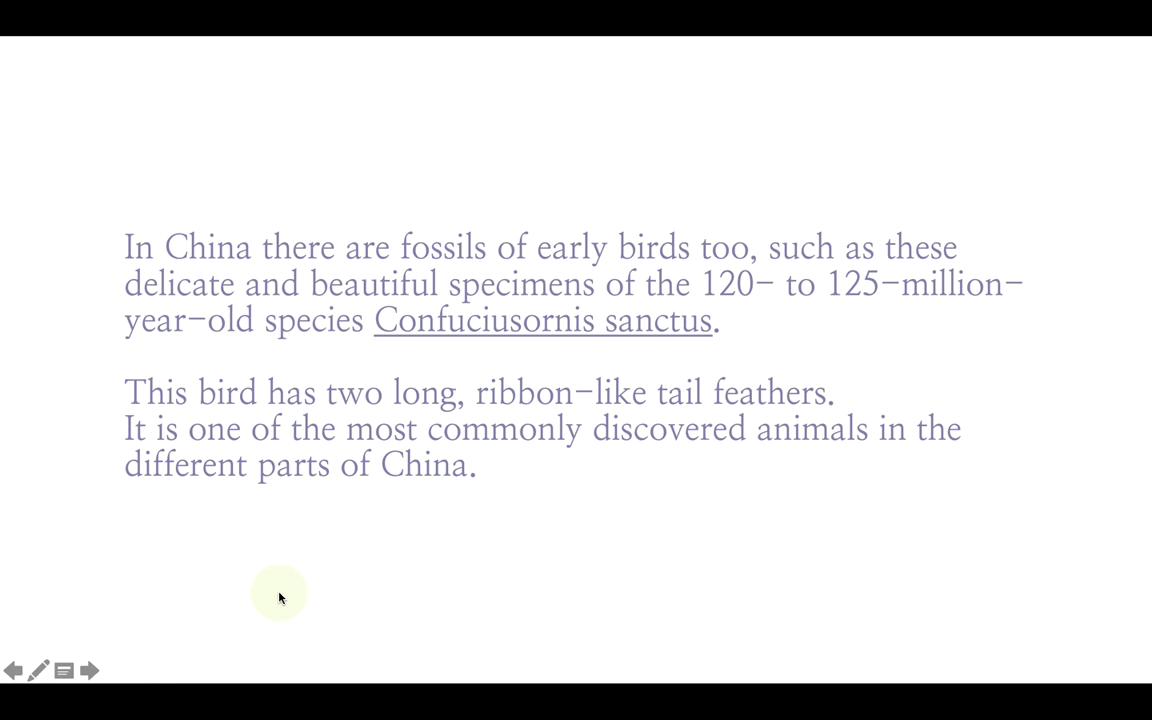 In China there are fossils of early birds too, such as these
delicate and beautiful specimens of the 120- to 125-million-
year-old species Confuciusornis sanctus.
This bird has two long, ribbon-like tail feathers.
It is one of the most commonly discovered animals in the
different parts of China.